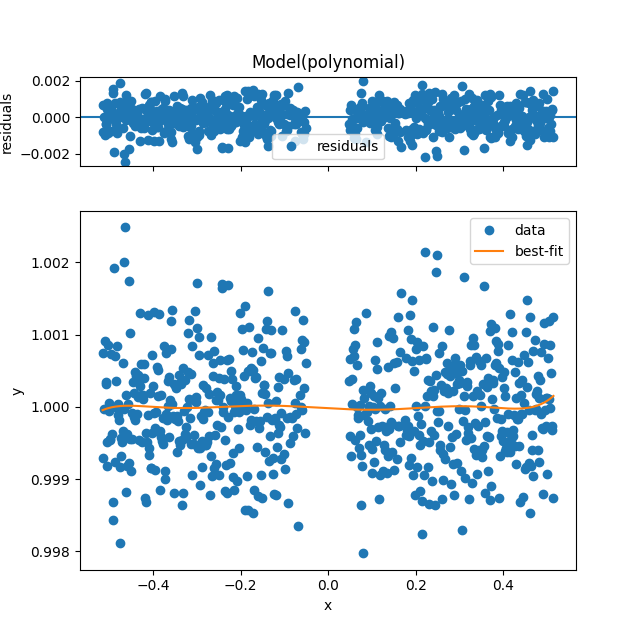 Model(polynomial)
0.002
0.000
−0.002
residuals
residuals
data
best-fit
1.002
1.001
1.000
0.999
0.998
y
−0.4
−0.2
0.0
0.2
0.4
x